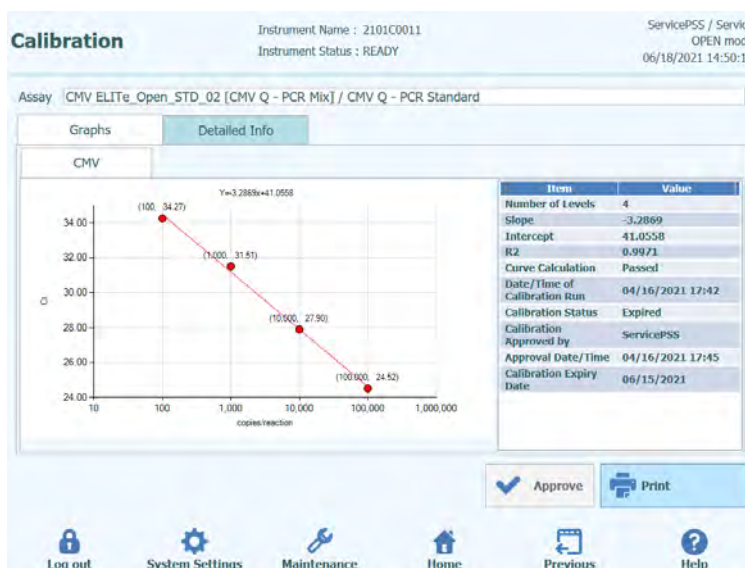 Calibration
Instrument Name : 2101C0011
Instrument Status : READY
ServicePSS / Servic
OPEN mod
06/18/2021 14:50:1
Assay CMV ELITe_Open_STD_02 [CMV Q - PCR Mix] / CMV Q - PCR Standard
Graphs
Detailed Info
CMV
Y=-3.2869x+41.0558
(100, 34.27)
(1,000, 31.51)
(10,000, 27.90)
(100,000, 24.52)
34.00
32.00
30.00
28.00
26.00
24.00
Ct
10 100 1,000 10,000 100,000 1,000,000
copies/reaction
Item Value
Number of Levels 4
Slope -3.2869
Intercept 41.0558
R2 0.9971
Curve Calculation Passed
Date/Time of
Calibration Run 04/16/2021 17:42
Calibration Status Expired
Calibration
Approved by ServicePSS
Approval Date/Time 04/16/2021 17:45
Calibration Expiry
Date 06/15/2021
Approve
Print
Log out
System Settings
Maintenance
Home
Previous
Help